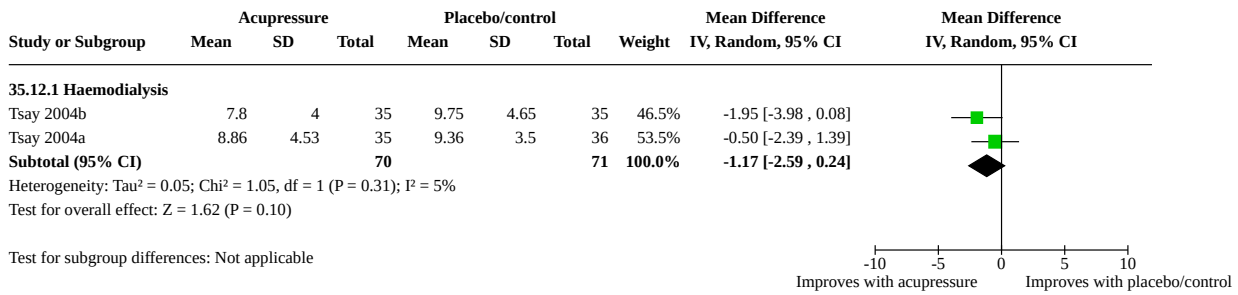 Acupressure Placebo/control Mean Difference Mean Difference
Study or Subgroup Mean SD Total Mean SD Total Weight IV, Random, 95% CI IV, Random, 95% CI
35.12.1 Haemodialysis
Tsay 2004b 7.8 4 35 9.75 4.65 35 46.5% -1.95 [-3.98 , 0.08]
Tsay 2004a 8.86 4.53 35 9.36 3.5 36 53.5% -0.50 [-2.39 , 1.39]
Subtotal (95% CI) 70 71 100.0% -1.17 [-2.59 , 0.24]
Heterogeneity: Tau² = 0.05; Chi² = 1.05, df = 1 (P = 0.31); I² = 5%
Test for overall effect: Z = 1.62 (P = 0.10)
Test for subgroup differences: Not applicable
-10 -5 0 5 10
Improves with acupressure Improves with placebo/control